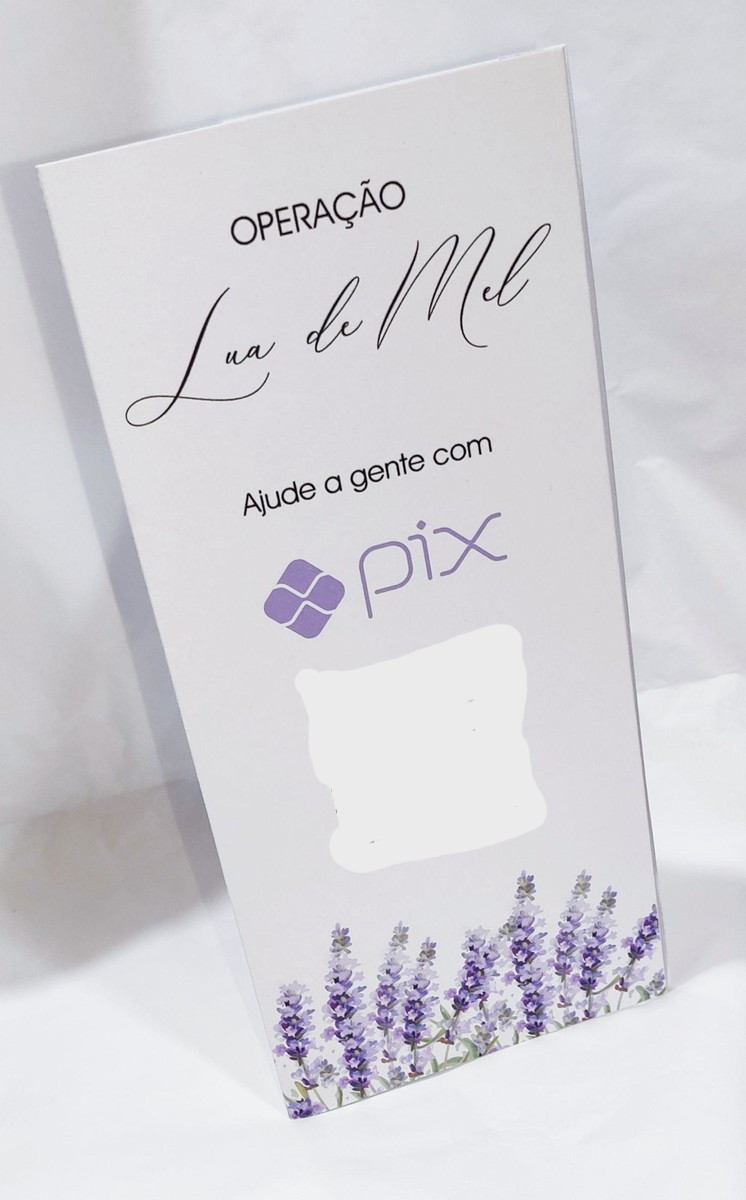 OPERAÇÃO
Lua de Mel
Ajude a gente com
pix